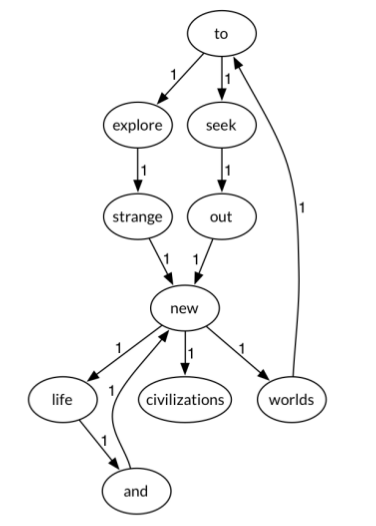 to
1 1
explore seek
1 1
1
strange out
1 1
new
1 1 1
1
life civilizations worlds
1
and